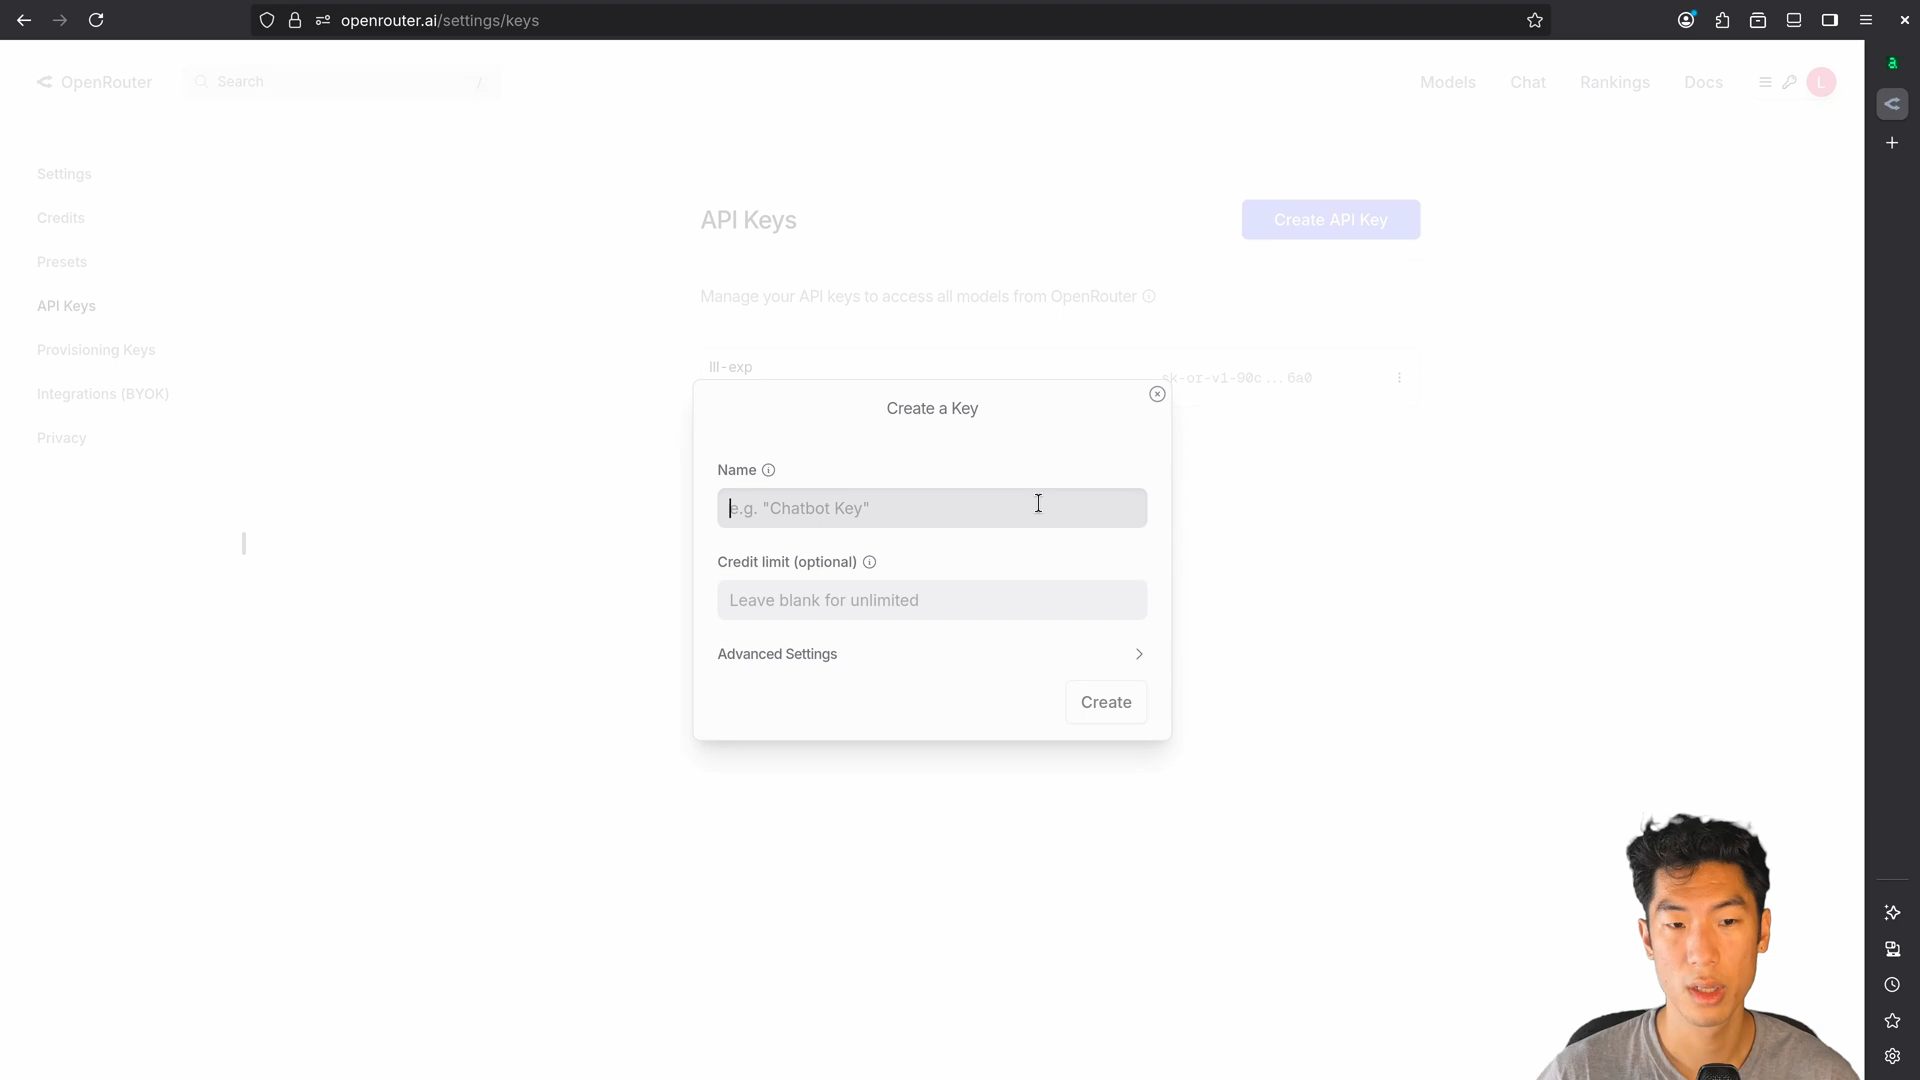 openrouter.ai/settings/keys
OpenRouter
Search
/
Models
Chat
Rankings
Docs
L
Settings
Credits
Presets
API Keys
Provisioning Keys
Integrations (BYOK)
Privacy
API Keys
Create API Key
Manage your API keys to access all models from OpenRouter
lll-exp
sk-or-v1-90c...6a0
Create a Key
Name
e.g. "Chatbot Key"
Credit limit (optional)
Leave blank for unlimited
Advanced Settings
Create
a